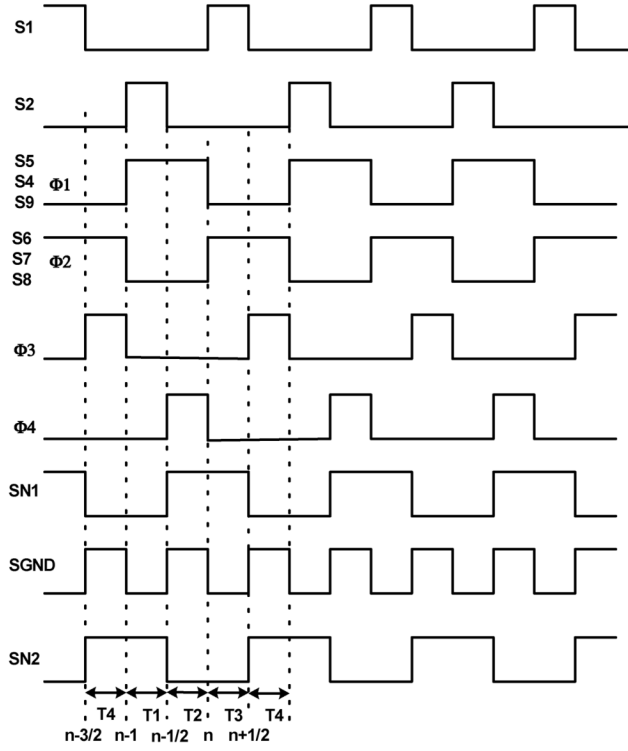 S1
S2
S5
S4 Φ1
S9
S6
S7 Φ2
S8
Φ3
Φ4
SN1
SGND
SN2
T4 T1 T2 T3 T4
n-3/2 n-1 n-1/2 n n+1/2